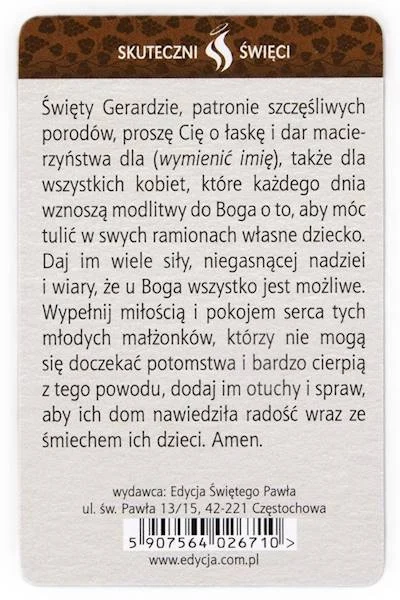 SKUTECZNI ŚWIĘCI
Święty Gerardzie, patronie szczęśliwych
porodów, proszę Cię o łaskę i dar macie-
rzyństwa dla (wymienić imię), także dla
wszystkich kobiet, które każdego dnia
wznoszą modlitwy do Boga o to, aby móc
tulić w swych ramionach własne dziecko.
Daj im wiele siły, niegasnącej nadziei
i wiary, że u Boga wszystko jest możliwe.
Wypełnij miłością i pokojem serca tych
młodych małżonków, którzy nie mogą
się doczekać potomstwa i bardzo cierpią
z tego powodu, dodaj im otuchy i spraw,
aby ich dom nawiedziła radość wraz ze
śmiechem ich dzieci. Amen.
wydawca: Edycja Świętego Pawła
ul. św. Pawła 13/15, 42-221 Częstochowa
5 907564 026710 >
www.edycja.com.pl